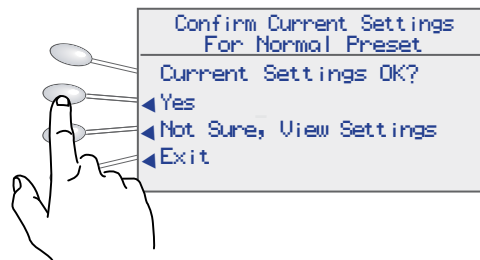 Confirm Current Settings
For Normal Preset
Current Settings OK?
Yes
Not Sure, View Settings
Exit